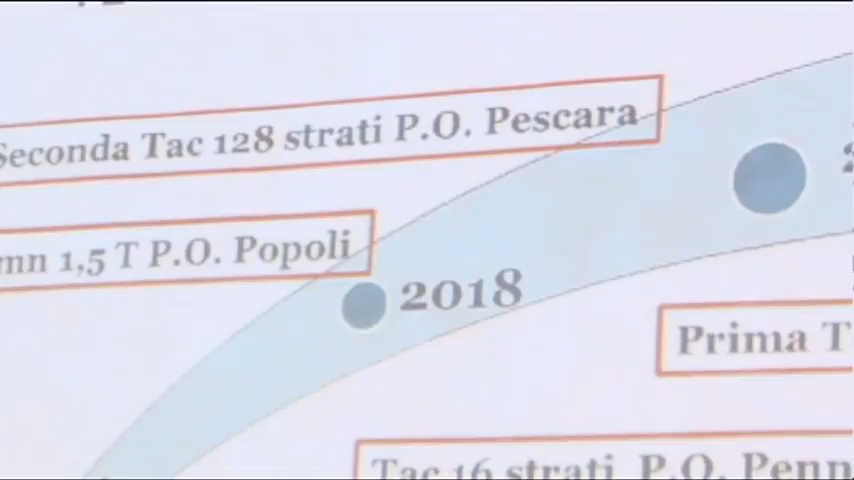 Seconda Tac 128 strati P.O. Pescara
mn 1,5 T P.O. Popoli
2018
Prima T
Tac 16 strati P.O. Penn